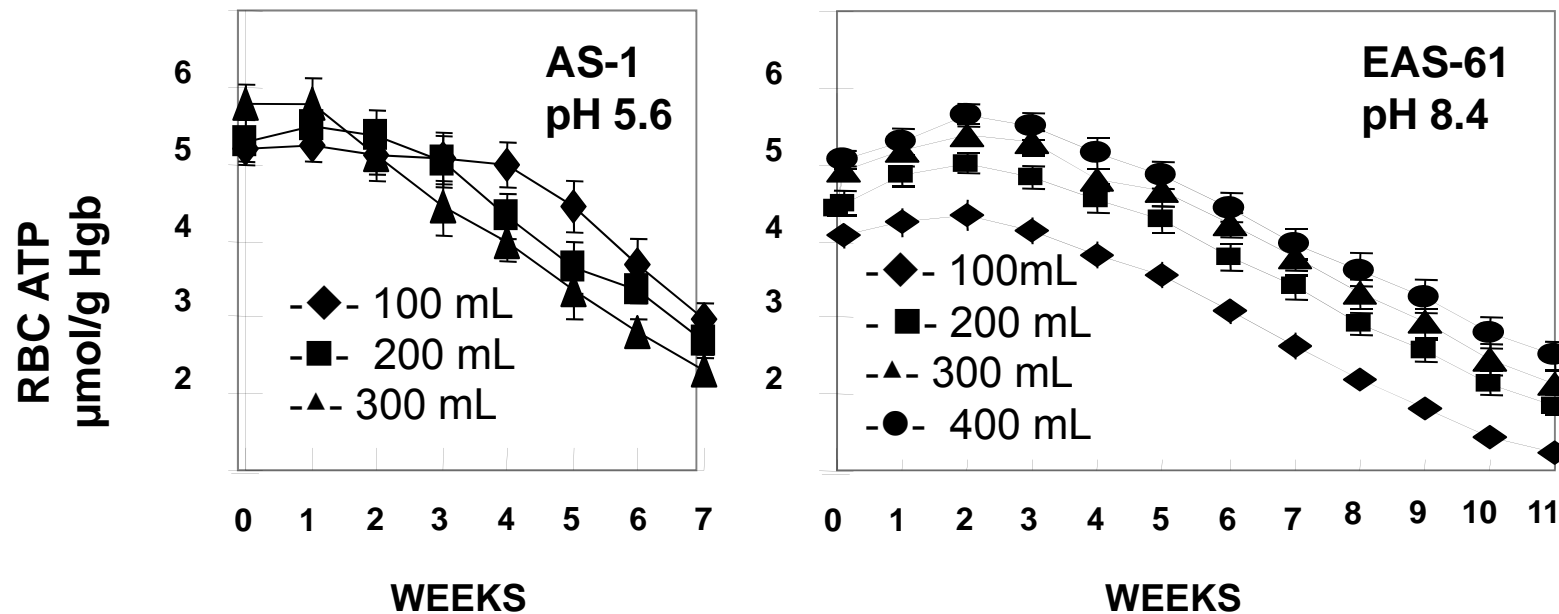 RBC ATP
µmol/g Hgb
AS-1
pH 5.6
6
5
4
3
2
-◆- 100 mL
-■- 200 mL
-▲- 300 mL
0 1 2 3 4 5 6 7
WEEKS
EAS-61
pH 8.4
6
5
4
3
2
-◆- 100mL
-■- 200 mL
-▲- 300 mL
-●- 400 mL
0 1 2 3 4 5 6 7 8 9 10 11
WEEKS